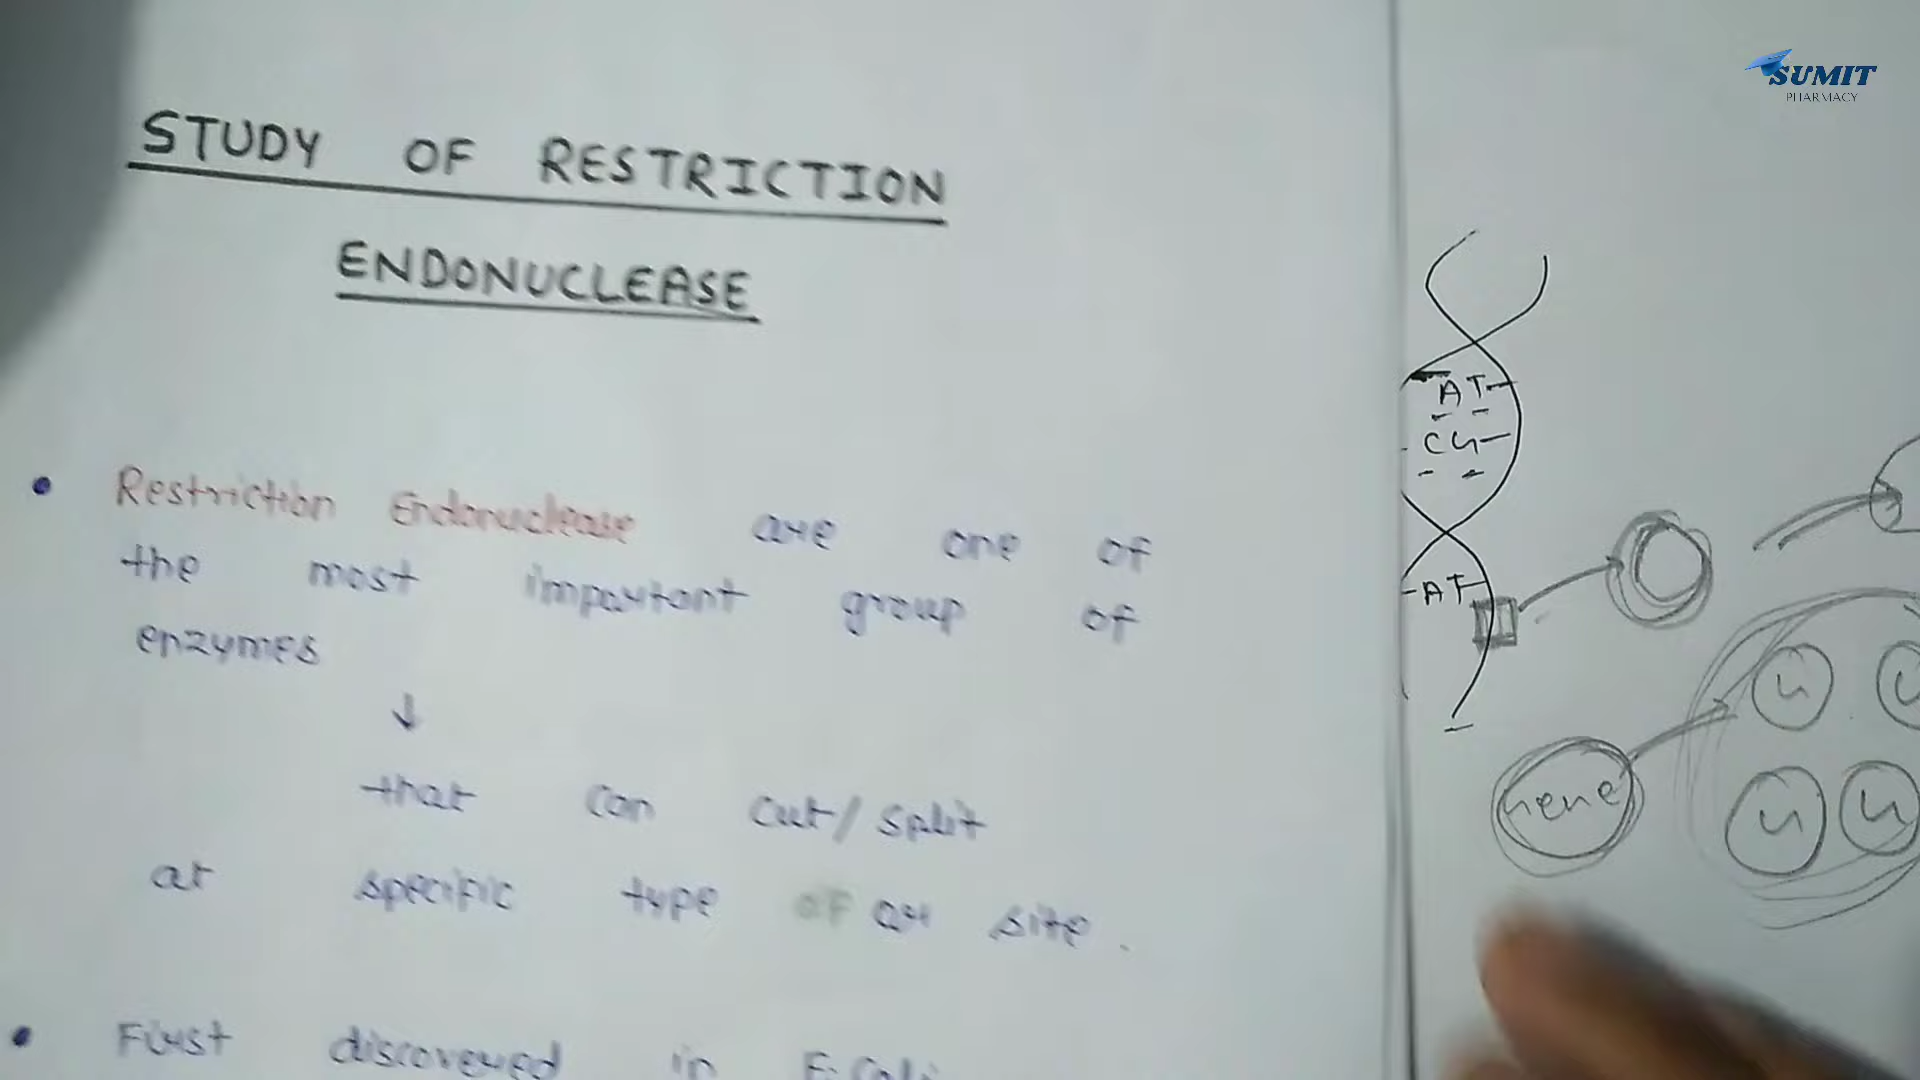 SUMIT
PHARMACY
STUDY OF RESTRICTION
ENDONUCLEASE
• Restriction Endonuclease are one of
the most important group of
enzymes
↓
that can cut/split
at specific type of or site.
• First discovered in E. Coli
AT
CG
AT
Gene
G
G
G
G